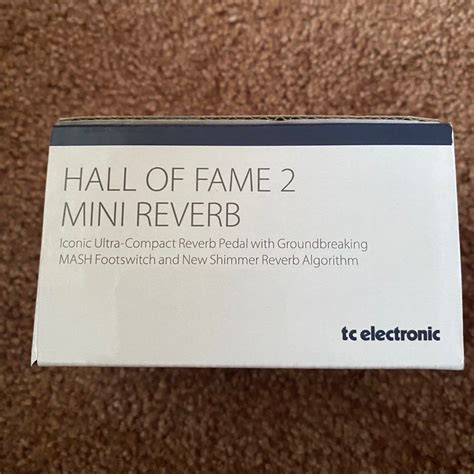 HALL OF FAME 2
MINI REVERB
Iconic Ultra-Compact Reverb Pedal with Groundbreaking
MASH Footswitch and New Shimmer Reverb Algorithm
tc electronic